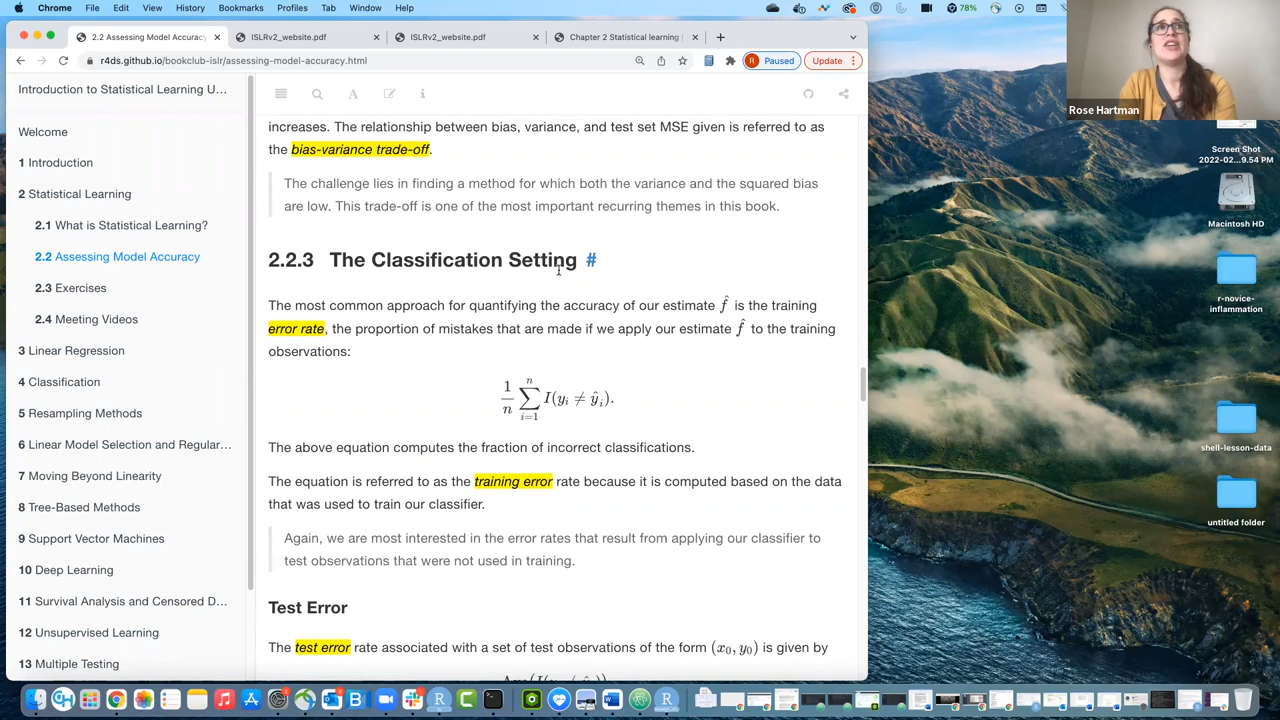 Chrome File Edit View History Bookmarks Profiles Tab Window Help 78%
2.2 Assessing Model Accuracy ISLRv2_website.pdf ISLRv2_website.pdf Chapter 2 Statistical learning
r4ds.github.io/bookclub-islr/assessing-model-accuracy.html R Paused Update
Rose Hartman
Introduction to Statistical Learning U...
Welcome
1 Introduction
2 Statistical Learning
2.1 What is Statistical Learning?
2.2 Assessing Model Accuracy
2.3 Exercises
2.4 Meeting Videos
3 Linear Regression
4 Classification
5 Resampling Methods
6 Linear Model Selection and Regular...
7 Moving Beyond Linearity
8 Tree-Based Methods
9 Support Vector Machines
10 Deep Learning
11 Survival Analysis and Censored D...
12 Unsupervised Learning
13 Multiple Testing
increases. The relationship between bias, variance, and test set MSE given is referred to as
the bias-variance trade-off.
The challenge lies in finding a method for which both the variance and the squared bias
are low. This trade-off is one of the most important recurring themes in this book.
2.2.3 The Classification Setting #
The most common approach for quantifying the accuracy of our estimate f̂ is the training
error rate, the proportion of mistakes that are made if we apply our estimate f̂ to the training
observations:
1/n ∑ᵢ₌₁ⁿ I(yᵢ ≠ ŷᵢ).
The above equation computes the fraction of incorrect classifications.
The equation is referred to as the training error rate because it is computed based on the data
that was used to train our classifier.
Again, we are most interested in the error rates that result from applying our classifier to
test observations that were not used in training.
Test Error
The test error rate associated with a set of test observations of the form (x₀, y₀) is given by
Screen Shot
2022-02...9.54 PM
Macintosh HD
r-novice-
inflammation
shell-lesson-data
untitled folder